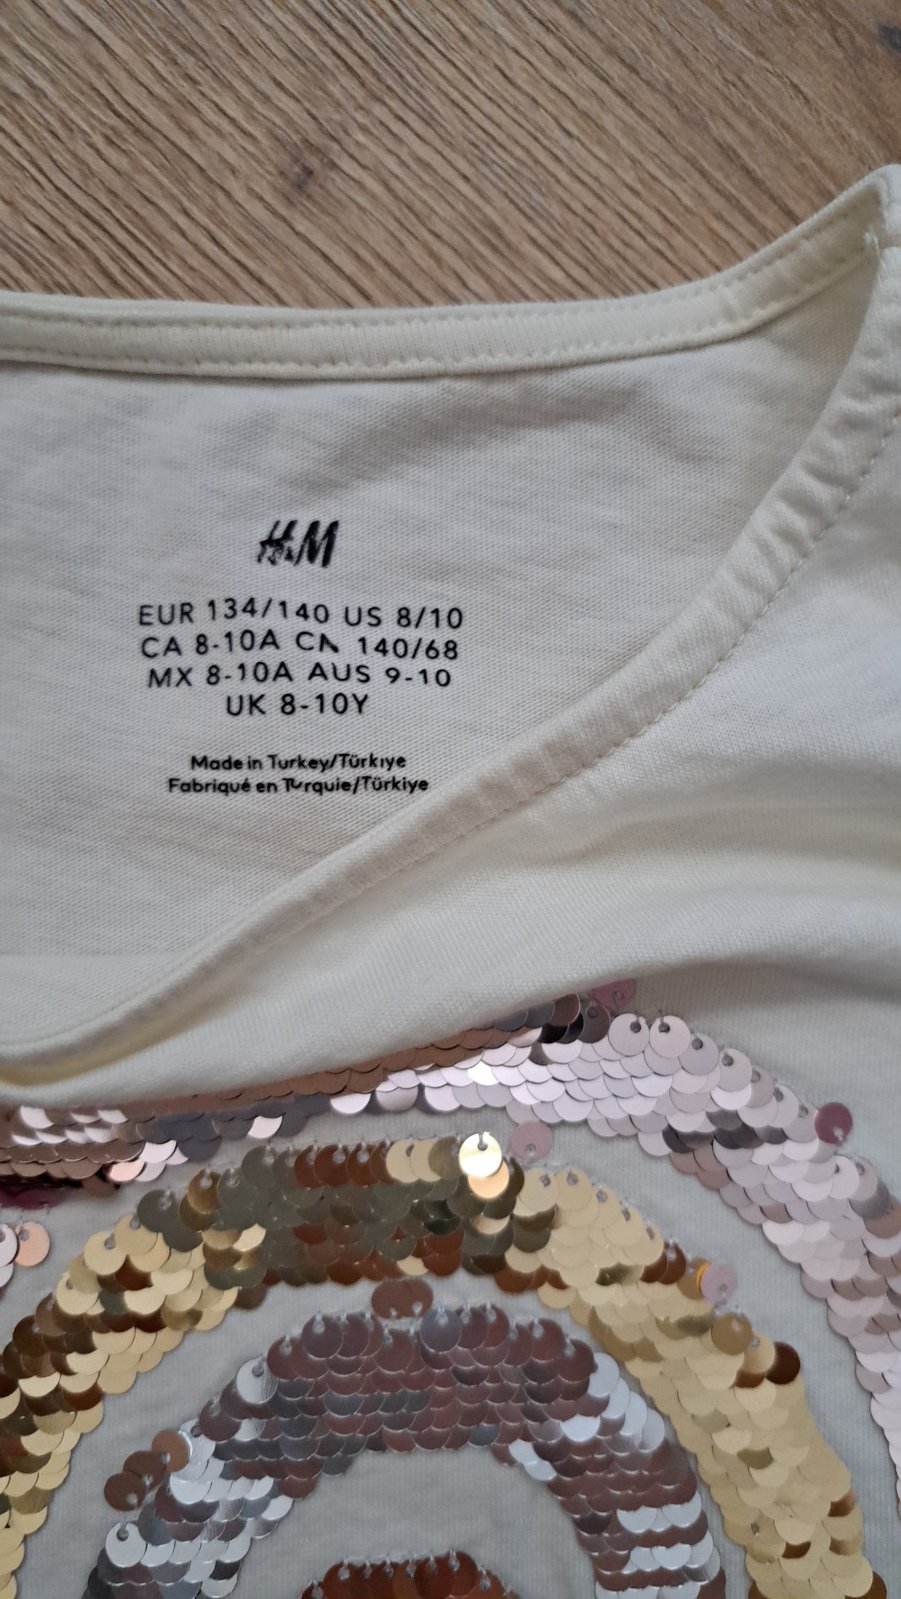 H&M
EUR 134/140 US 8/10
CA 8-10A CN 140/68
MX 8-10A AUS 9-10
UK 8-10Y
Made in Turkey/Türkiye
Fabriqué en Turquie/Türkiye